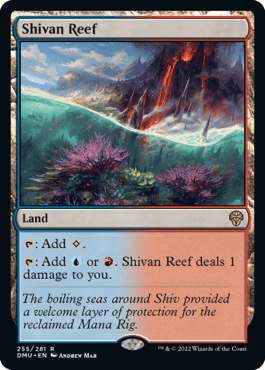 Shivan Reef
Land
: Add .
: Add or . Shivan Reef deals 1
damage to you.
The boiling seas around Shiv provided
a welcome layer of protection for the
reclaimed Mana Rig.
255/281 R
DMU • EN Andrew Mar
™ & © 2022 Wizards of the Coast